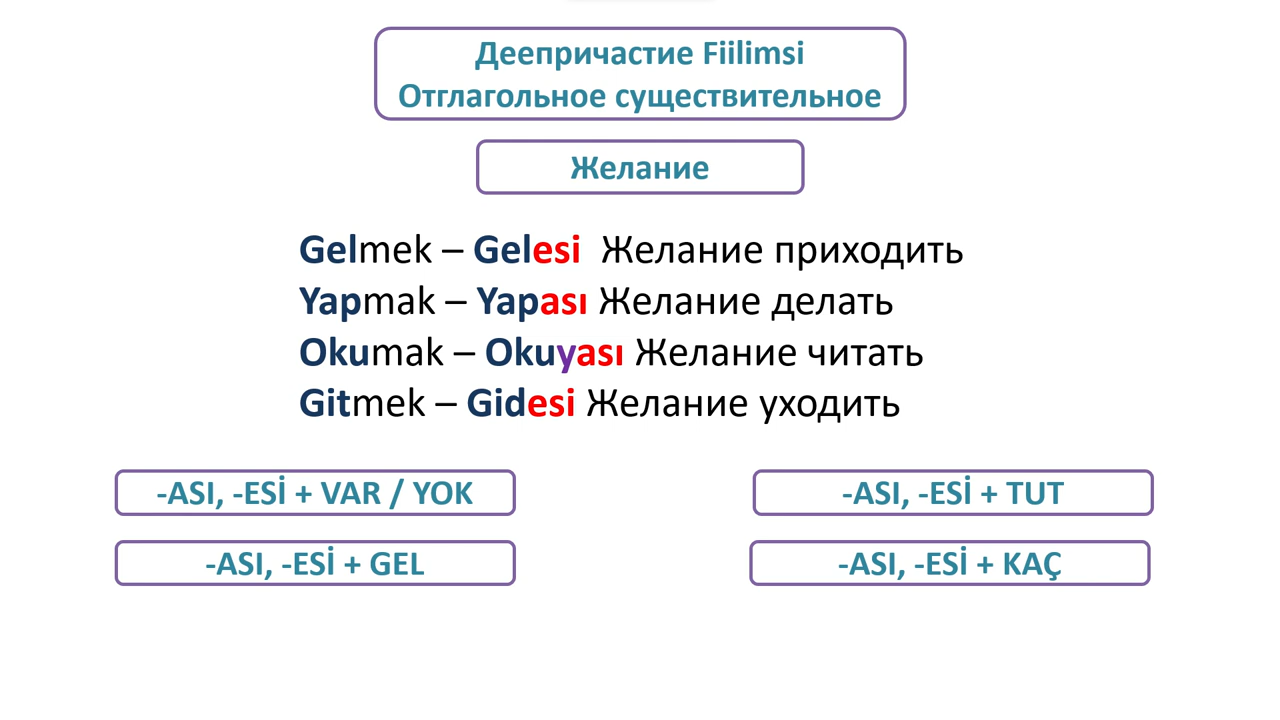 Деепричастие Fiilimsi
Отглагольное существительное
Желание
Gelmek – Gelesi Желание приходить
Yapmak – Yapası Желание делать
Okumak – Okuyası Желание читать
Gitmek – Gidesi Желание уходить
-ASI, -ESİ + VAR / YOK
-ASI, -ESİ + TUT
-ASI, -ESİ + GEL
-ASI, -ESİ + KAÇ